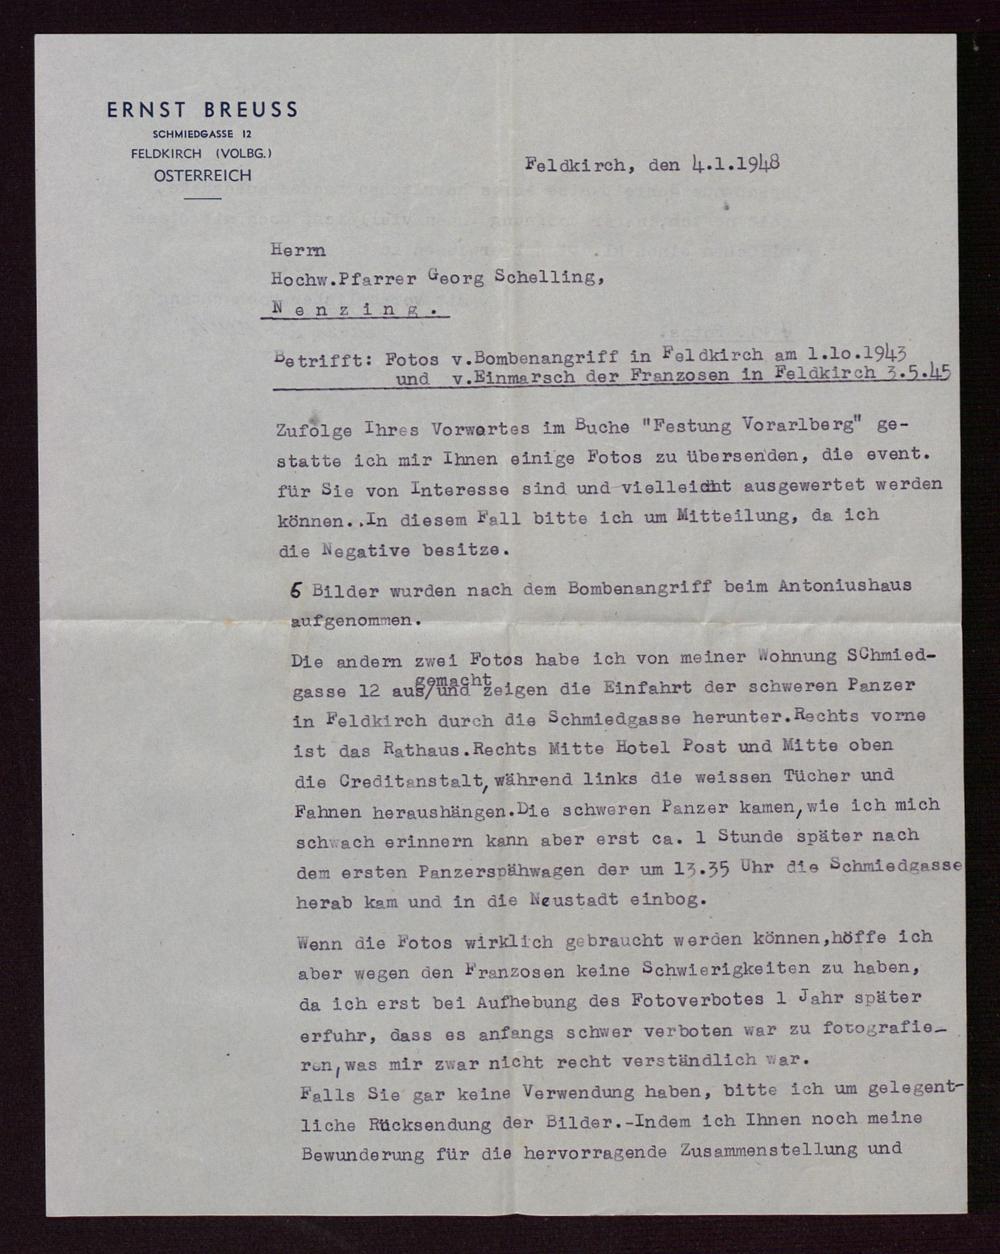 ERNST BREUSS
SCHMIEDGASSE 12
FELDKIRCH (VOLBG.)
OSTERREICH
Feldkirch, den 4.1.1948
Herrn
Hochw.Pfarrer Georg Schelling,
N e n z i n g .
Betrifft: Fotos v.Bombenangriff in Feldkirch am 1.1o.1943
und v.Einmarsch der Franzosen in Feldkirch 3.5.45
Zufolge Ihres Vorwortes im Buche "Festung Vorarlberg" ge-
statte ich mir Ihnen einige Fotos zu übersenden, die event.
für Sie von Interesse sind und vielleicht ausgewertet werden
können..In diesem Fall bitte ich um Mitteilung, da ich
die Negative besitze.
6 Bilder wurden nach dem Bombenangriff beim Antoniushaus
aufgenommen.
Die andern zwei Fotos habe ich von meiner Wohnung SChmied-
gemacht
gasse 12 aus/und zeigen die Einfahrt der schweren Panzer
in Feldkirch durch die Schmiedgasse herunter.Rechts vorne
ist das Rathaus.Rechts Mitte Hotel Post und Mitte oben
die Creditanstalt,während links die weissen Tücher und
Fahnen heraushängen.Die schweren Panzer kamen,wie ich mich
schwach erinnern kann aber erst ca. 1 Stunde später nach
dem ersten Panzerspähwagen der um 13.35 Uhr die Schmiedgasse
herab kam und in die Neustadt einbog.
Wenn die Fotos wirklich gebraucht werden können,höffe ich
aber wegen den Franzosen keine Schwierigkeiten zu haben,
da ich erst bei Aufhebung des Fotoverbotes 1 Jahr später
erfuhr, dass es anfangs schwer verboten war zu fotografie-
ren,was mir zwar nicht recht verständlich war.
Falls Sie gar keine Verwendung haben, bitte ich um gelegent-
liche Rücksendung der Bilder.-Indem ich Ihnen noch meine
Bewunderung für die hervorragende Zusammenstellung und